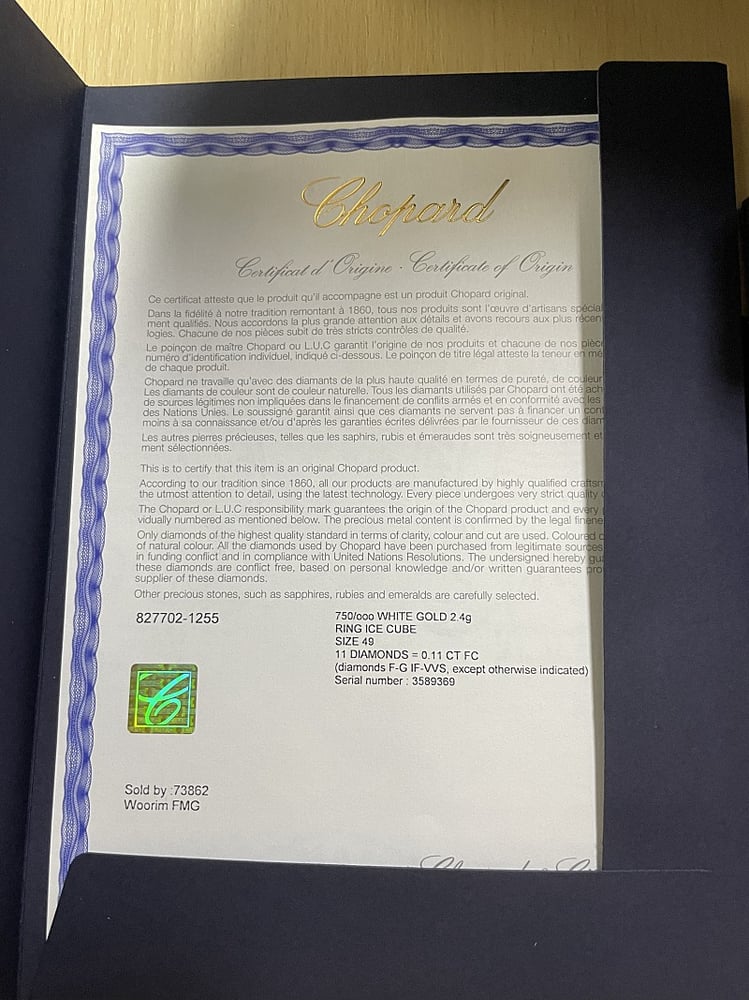 Chopard
Certificat d'Origine - Certificate of Origin
Ce certificat atteste que le produit qu'il accompagne est un produit Chopard original.
Dans la fidélité à notre tradition remontant à 1860, tous nos produits sont l'œuvre d'artisans spécial
ment qualifiés. Nous accordons la plus grande attention aux détails et avons recours aux plus récen
logies. Chacune de nos pièces subit de très stricts contrôles de qualité.
Le poinçon de maître Chopard ou L.U.C garantit l'origine de nos produits et chacune de nos pièc
numéro d'identification individuel, indiqué ci-dessous. Le poinçon de titre légal atteste la teneur en mé
de chaque produit.
Chopard ne travaille qu'avec des diamants de la plus haute qualité en termes de pureté, de couleur
Les diamants de couleur sont de couleur naturelle. Tous les diamants utilisés par Chopard ont été ach
de sources légitimes non impliquées dans le financement de conflits armés et en conformité avec les
des Nations Unies. Le soussigné garantit ainsi que ces diamants ne servent pas à financer un con
moins à sa connaissance et/ou d'après les garanties écrites délivrées par le fournisseur de ces diam
Les autres pierres précieuses, telles que les saphirs, rubis et émeraudes sont très soigneusement et
ment sélectionnées.
This is to certify that this item is an original Chopard product.
According to our tradition since 1860, all our products are manufactured by highly qualified craftsm
the utmost attention to detail, using the latest technology. Every piece undergoes very strict quality
The Chopard or L.U.C responsibility mark guarantees the origin of the Chopard product and every
vidually numbered as mentioned below. The precious metal content is confirmed by the legal finene
Only diamonds of the highest quality standard in terms of clarity, colour and cut are used. Coloured
of natural colour. All the diamonds used by Chopard have been purchased from legitimate sources
in funding conflict and in compliance with United Nations Resolutions. The undersigned hereby gu
these diamonds are conflict free, based on personal knowledge and/or written guarantees pro
supplier of these diamonds.
Other precious stones, such as sapphires, rubies and emeralds are carefully selected.
827702-1255
750/ooo WHITE GOLD 2.4g
RING ICE CUBE
SIZE 49
11 DIAMONDS = 0.11 CT FC
(diamonds F-G IF-VVS, except otherwise indicated)
Serial number : 3589369
Sold by :73862
Woorim FMG